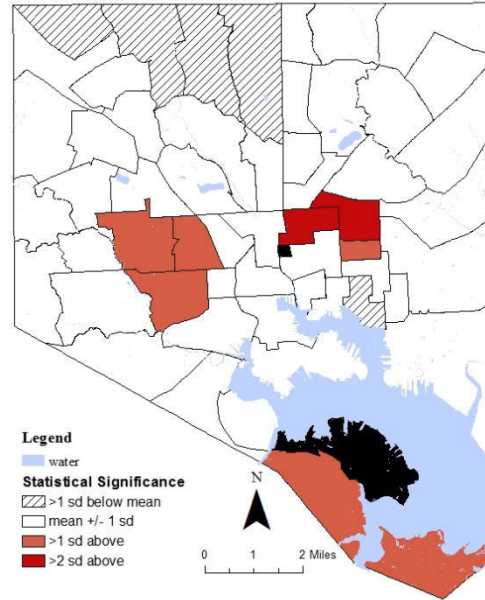 Legend
water
Statistical Significance
>1 sd below mean
mean +/- 1 sd
>1 sd above
>2 sd above
N
0 1 2 Miles